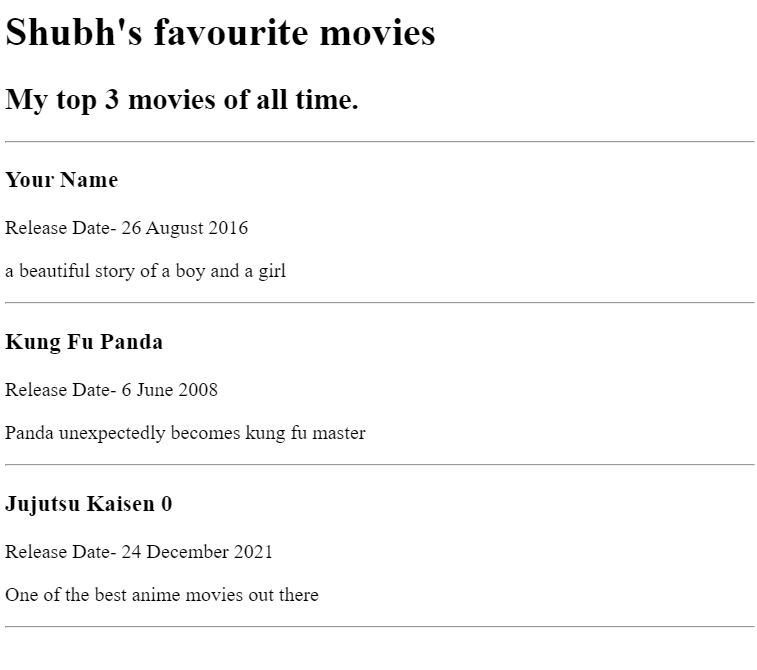 Shubh's favourite movies
My top 3 movies of all time.
Your Name
Release Date- 26 August 2016
a beautiful story of a boy and a girl
Kung Fu Panda
Release Date- 6 June 2008
Panda unexpectedly becomes kung fu master
Jujutsu Kaisen 0
Release Date- 24 December 2021
One of the best anime movies out there